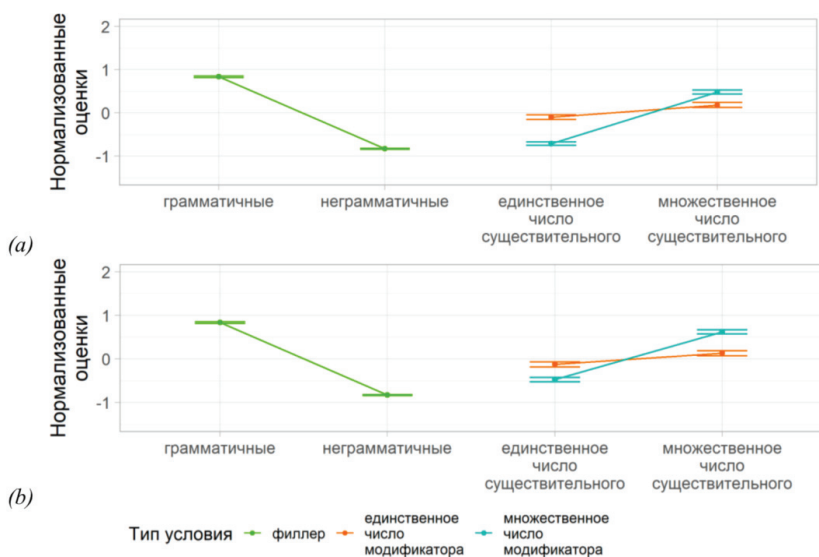 Нормализованные
оценки
2
1
0
-1
грамматичные
неграмматичные
единственное
число
существительного
множественное
число
существительного
(a)
Нормализованные
оценки
2
1
0
-1
грамматичные
неграмматичные
единственное
число
существительного
множественное
число
существительного
(b)
Тип условия
филлер
единственное
число
модификатора
множественное
число
модификатора